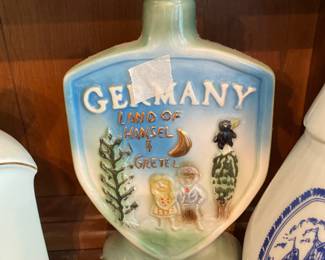 GERMANY
LAND OF
HANSEL
&
GRETEL